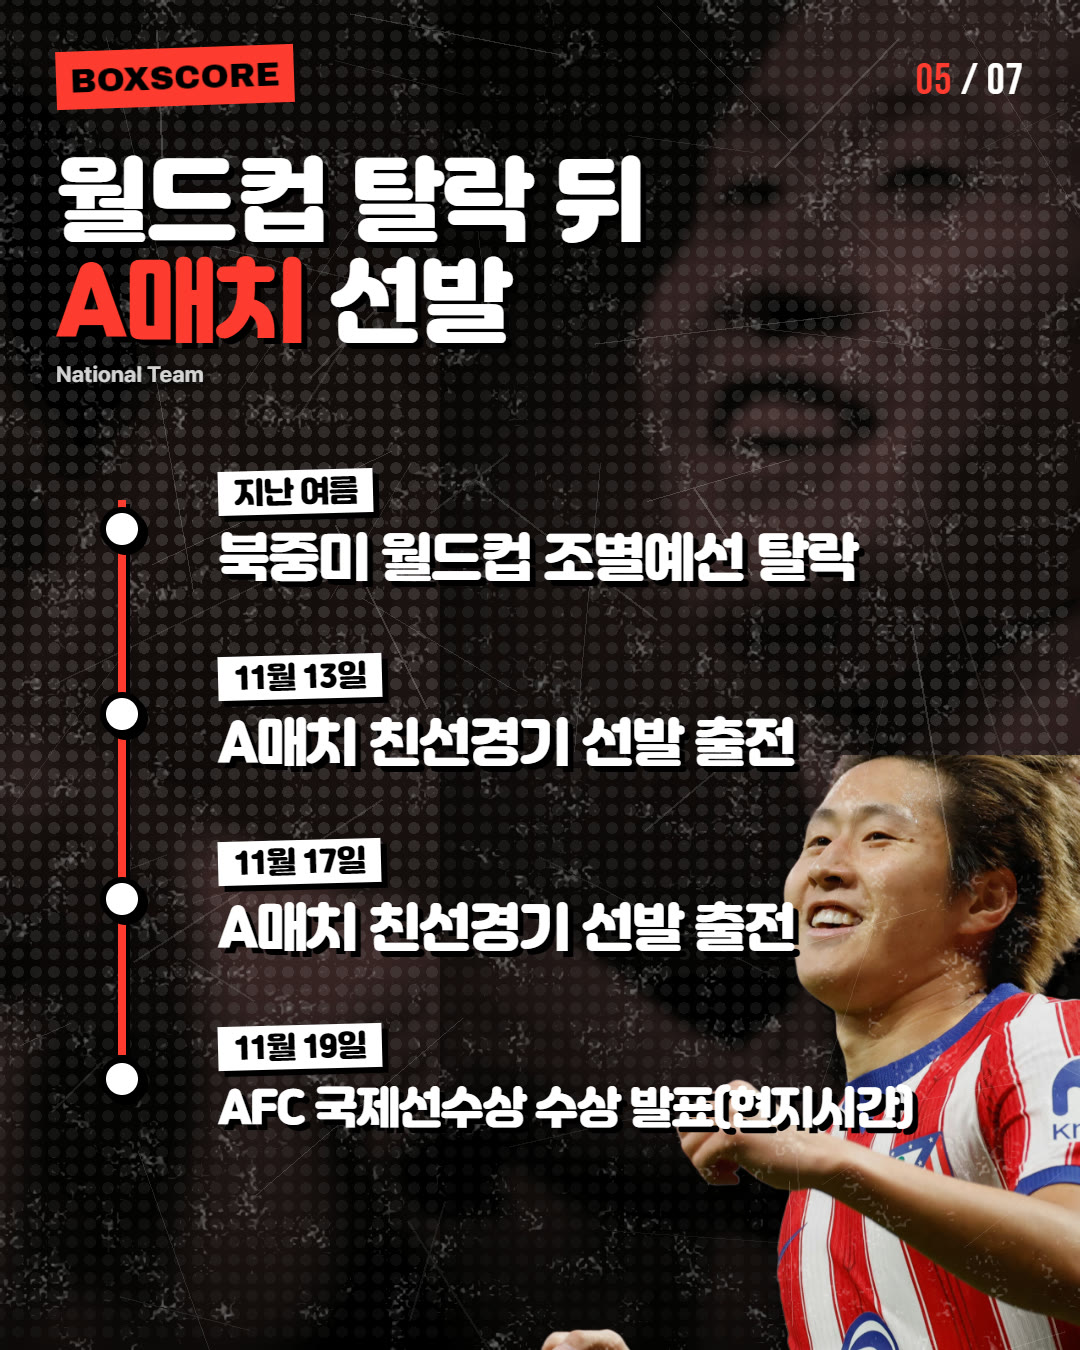 BOXSCORE
05 / 07
월드컵 탈락 뒤
A매치 선발
National Team
지난 여름
북중미 월드컵 조별예선 탈락
11월 13일
A매치 친선경기 선발 출전
11월 17일
A매치 친선경기 선발 출전
11월 19일
AFC 국제선수상 수상 발표(현지시간)